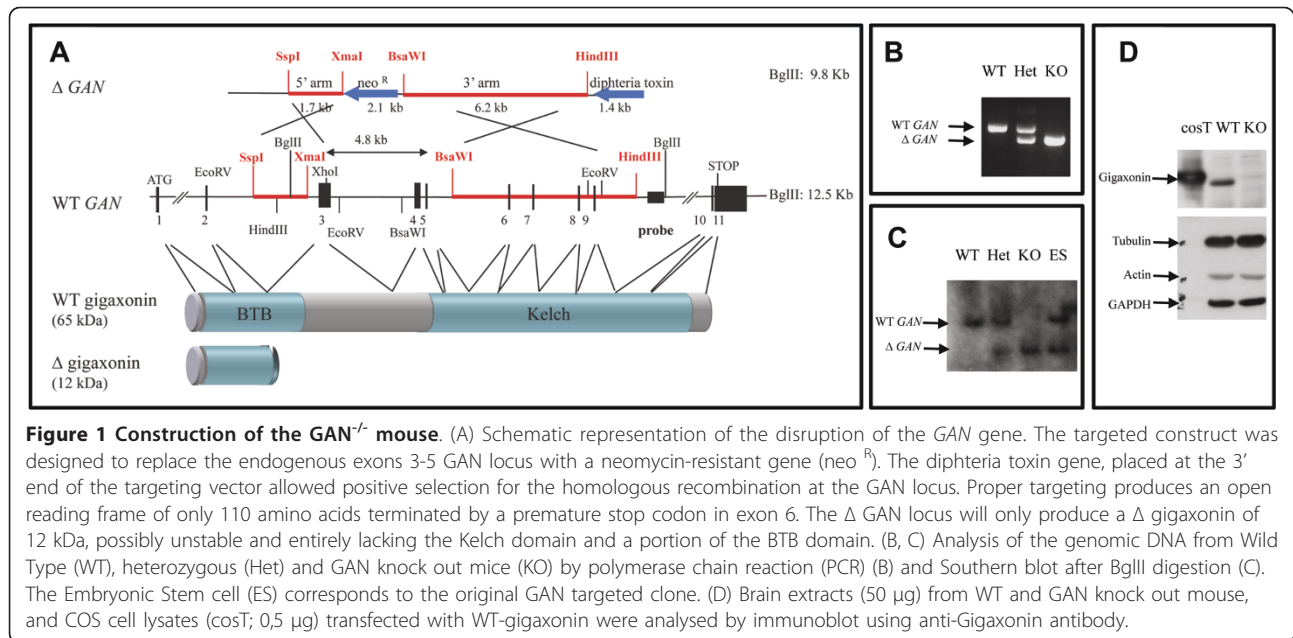 A
SspI XmaI BsaWI HindIII
5' arm neo R 3' arm diphteria toxin
Δ GAN BglII: 9.8 Kb
1.7 kb 2.1 kb 6.2 kb 1.4 kb
4.8 kb
BglII BglII
SspI XmaI BsaWI HindIII
ATG EcoRV XhoI EcoRV STOP
WT GAN BglII: 12.5 Kb
1 2 3 4 5 6 7 8 9 10 11
HindIII EcoRV BsaWI probe
WT gigaxonin
(65 kDa)
BTB Kelch
Δ gigaxonin
(12 kDa)
B
WT Het KO
WT GAN
Δ GAN
C
WT Het KO ES
WT GAN
Δ GAN
D
cosT WT KO
Gigaxonin
Tubulin
Actin
GAPDH
Figure 1 Construction of the GAN-/- mouse. (A) Schematic representation of the disruption of the GAN gene. The targeted construct was
designed to replace the endogenous exons 3-5 GAN locus with a neomycin-resistant gene (neo R). The diphteria toxin gene, placed at the 3'
end of the targeting vector allowed positive selection for the homologous recombination at the GAN locus. Proper targeting produces an open
reading frame of only 110 amino acids terminated by a premature stop codon in exon 6. The Δ GAN locus will only produce a Δ gigaxonin of
12 kDa, possibly unstable and entirely lacking the Kelch domain and a portion of the BTB domain. (B, C) Analysis of the genomic DNA from Wild
Type (WT), heterozygous (Het) and GAN knock out mice (KO) by polymerase chain reaction (PCR) (B) and Southern blot after BglII digestion (C).
The Embryonic Stem cell (ES) corresponds to the original GAN targeted clone. (D) Brain extracts (50 μg) from WT and GAN knock out mouse,
and COS cell lysates (cosT; 0,5 μg) transfected with WT-gigaxonin were analysed by immunoblot using anti-Gigaxonin antibody.